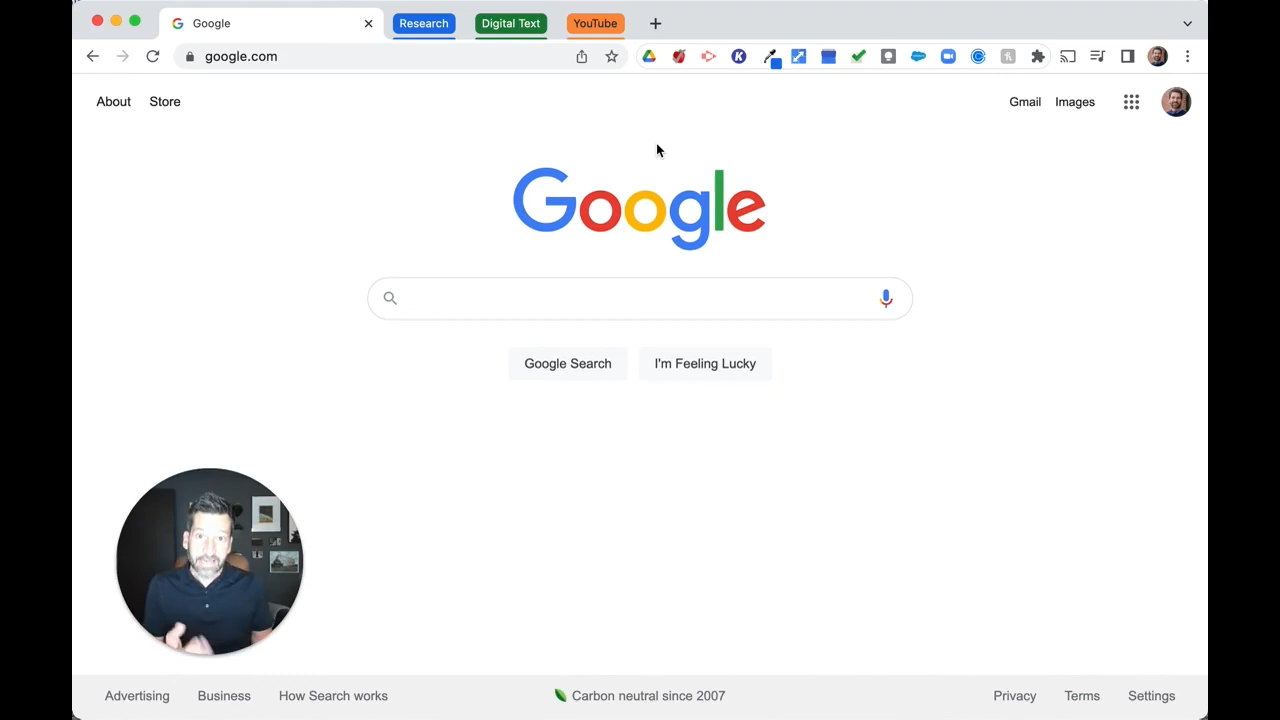 Google
Research
Digital Text
YouTube
google.com
About
Store
Gmail
Images
Google
Google Search
I'm Feeling Lucky
Advertising
Business
How Search works
Carbon neutral since 2007
Privacy
Terms
Settings